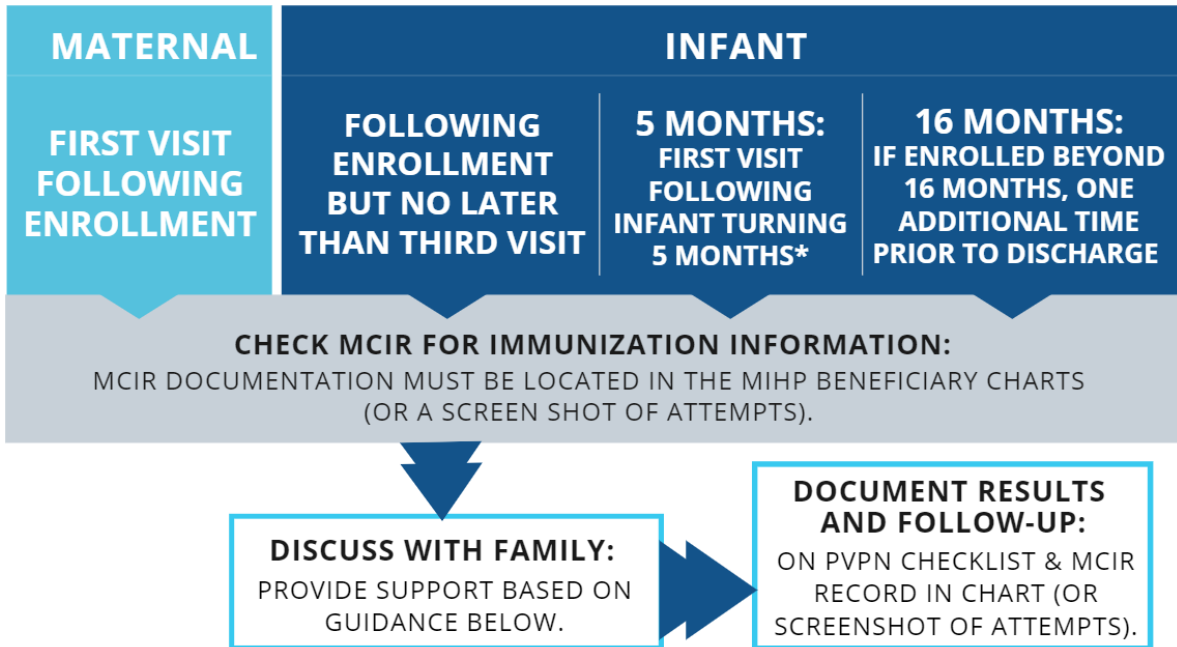 MATERNAL
FIRST VISIT
FOLLOWING
ENROLLMENT
INFANT
FOLLOWING
ENROLLMENT
BUT NO LATER
THAN THIRD VISIT
5 MONTHS:
FIRST VISIT
FOLLOWING
INFANT TURNING
5 MONTHS*
16 MONTHS:
IF ENROLLED BEYOND
16 MONTHS, ONE
ADDITIONAL TIME
PRIOR TO DISCHARGE
CHECK MCIR FOR IMMUNIZATION INFORMATION:
MCIR DOCUMENTATION MUST BE LOCATED IN THE MIHP BENEFICIARY CHARTS
(OR A SCREEN SHOT OF ATTEMPTS).
DISCUSS WITH FAMILY:
PROVIDE SUPPORT BASED ON
GUIDANCE BELOW.
DOCUMENT RESULTS
AND FOLLOW-UP:
ON PVPN CHECKLIST & MCIR
RECORD IN CHART (OR
SCREENSHOT OF ATTEMPTS).